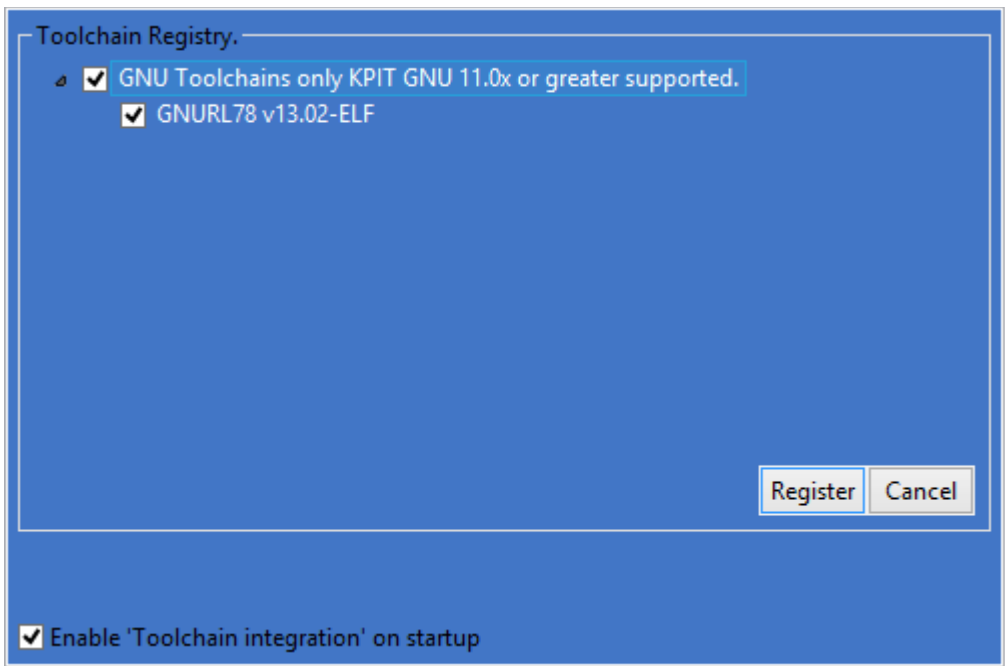 Toolchain Registry.
GNU Toolchains only KPIT GNU 11.0x or greater supported.
GNURL78 v13.02-ELF
Register Cancel
Enable 'Toolchain integration' on startup